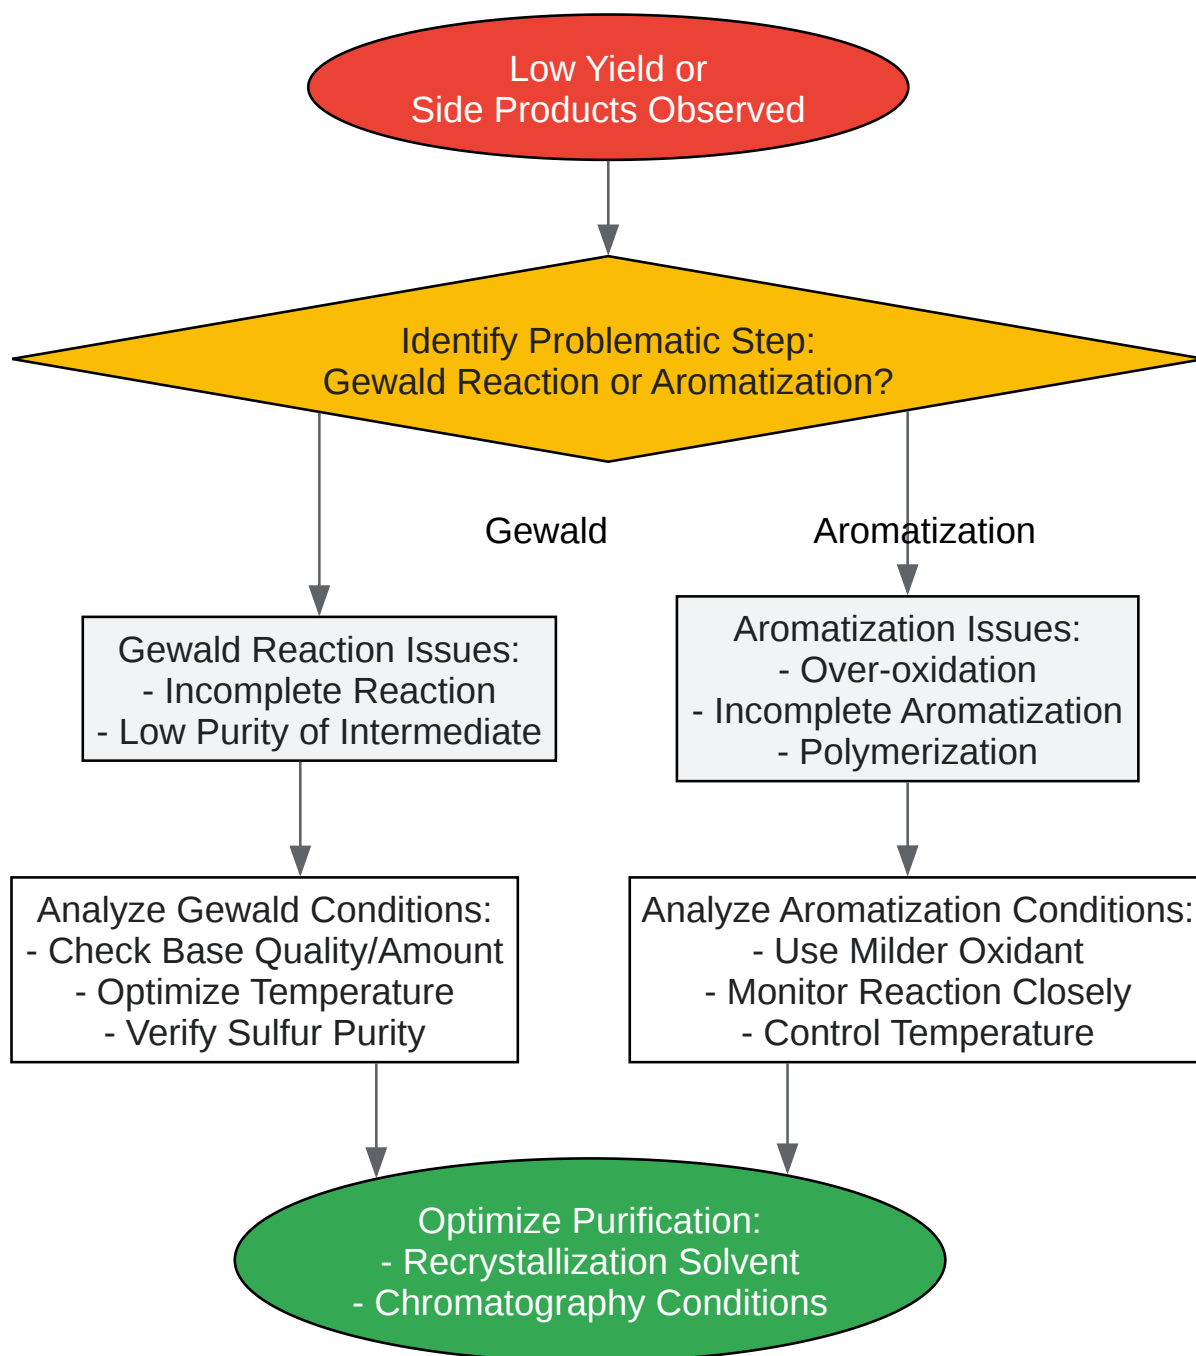 Low Yield or
Side Products Observed
Identify Problematic Step:
Gewald Reaction or Aromatization?
Gewald
Aromatization
Gewald Reaction Issues:
- Incomplete Reaction
- Low Purity of Intermediate
Aromatization Issues:
- Over-oxidation
- Incomplete Aromatization
- Polymerization
Analyze Gewald Conditions:
- Check Base Quality/Amount
- Optimize Temperature
- Verify Sulfur Purity
Analyze Aromatization Conditions:
- Use Milder Oxidant
- Monitor Reaction Closely
- Control Temperature
Optimize Purification:
- Recrystallization Solvent
- Chromatography Conditions